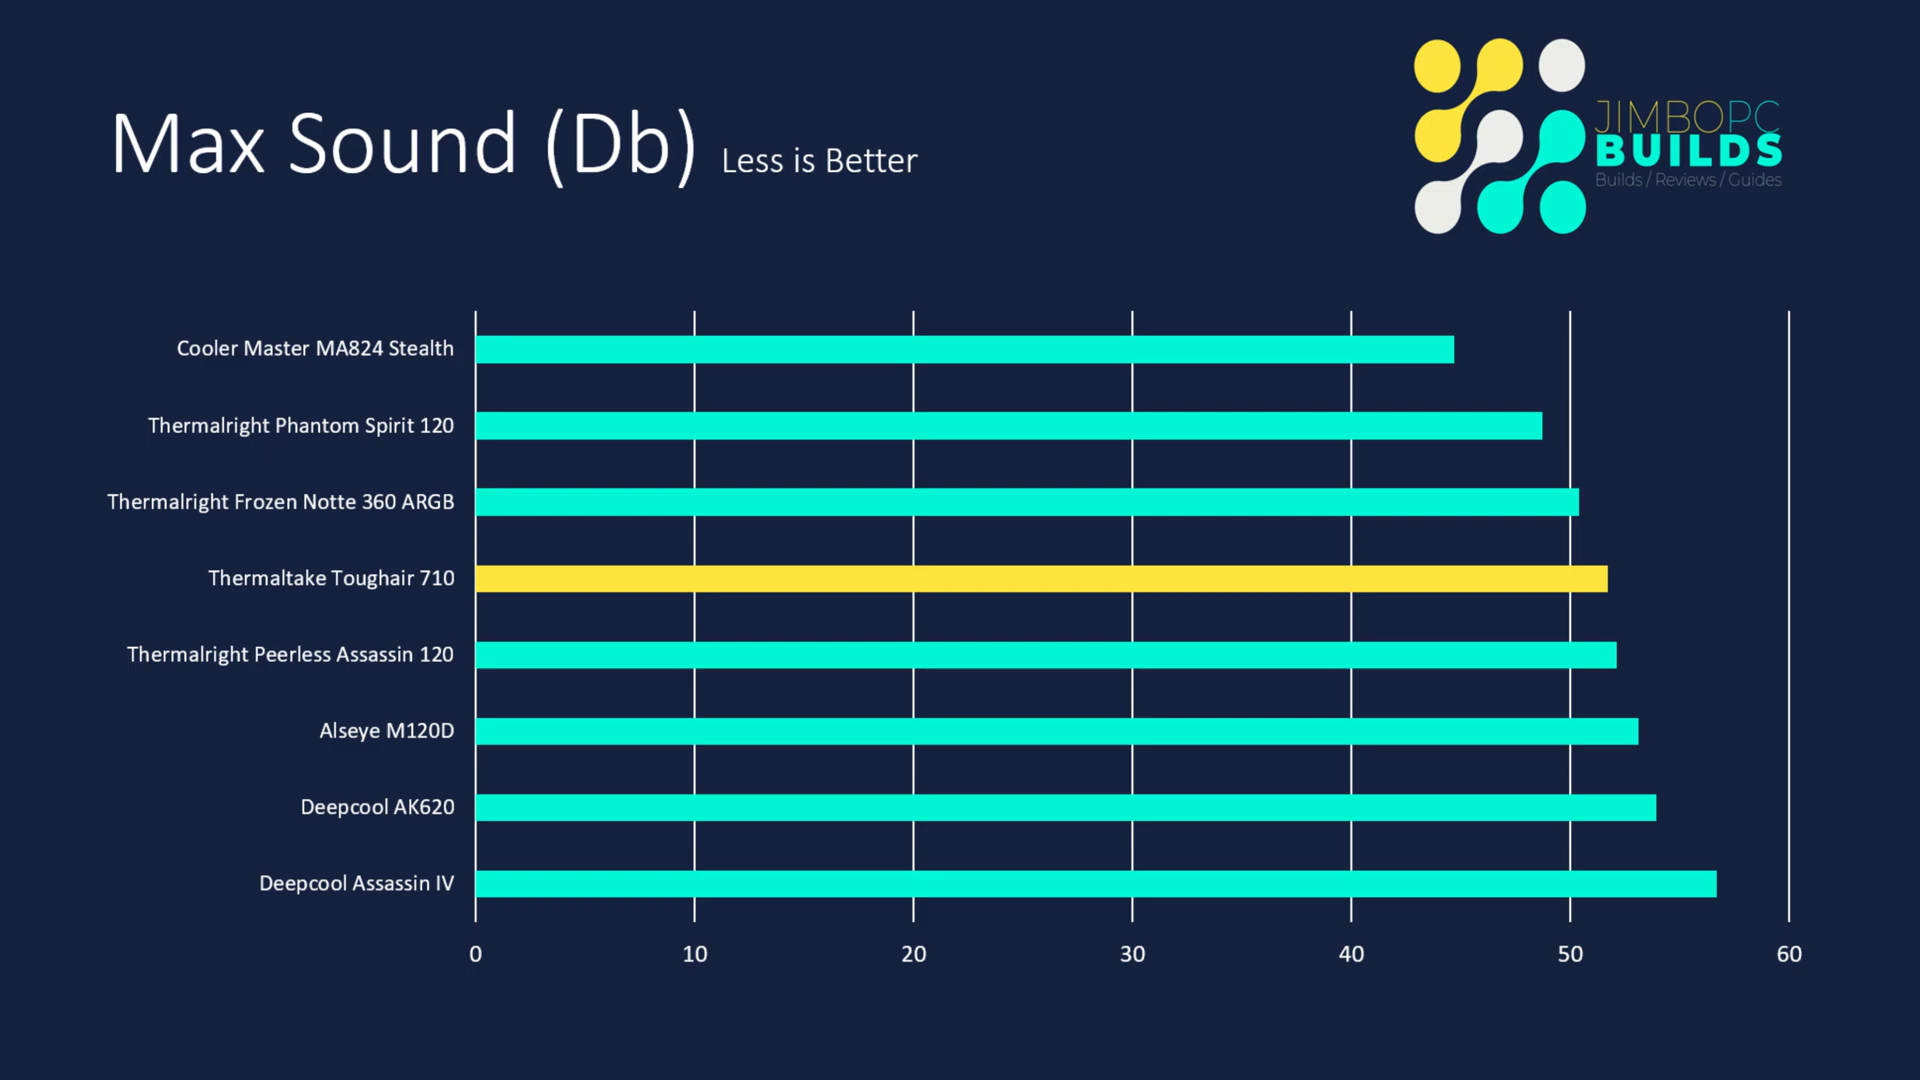 Max Sound (Db) Less is Better
JIMBOPC
BUILDS
Builds / Reviews / Guides
Cooler Master MA824 Stealth
Thermalright Phantom Spirit 120
Thermalright Frozen Notte 360 ARGB
Thermaltake Toughair 710
Thermalright Peerless Assassin 120
Alseye M120D
Deepcool AK620
Deepcool Assassin IV
0 10 20 30 40 50 60